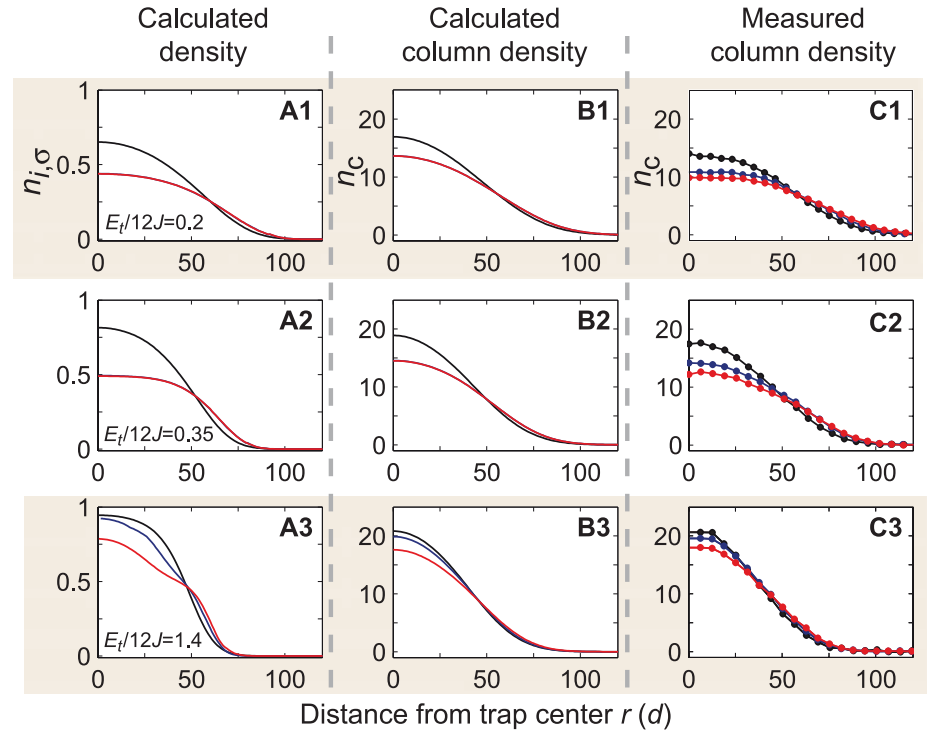 Calculated density
Calculated column density
Measured column density
A1
1
0.5
0
n_{i,σ}
E_t/12J=0.2
0 50 100
B1
20
10
0
n_c
0 50 100
C1
20
10
0
n_c
0 50 100
A2
1
0.5
0
E_t/12J=0.35
0 50 100
B2
20
10
0
0 50 100
C2
20
10
0
0 50 100
A3
1
0.5
0
E_t/12J=1.4
0 50 100
B3
20
10
0
0 50 100
C3
20
10
0
0 50 100
Distance from trap center r (d)